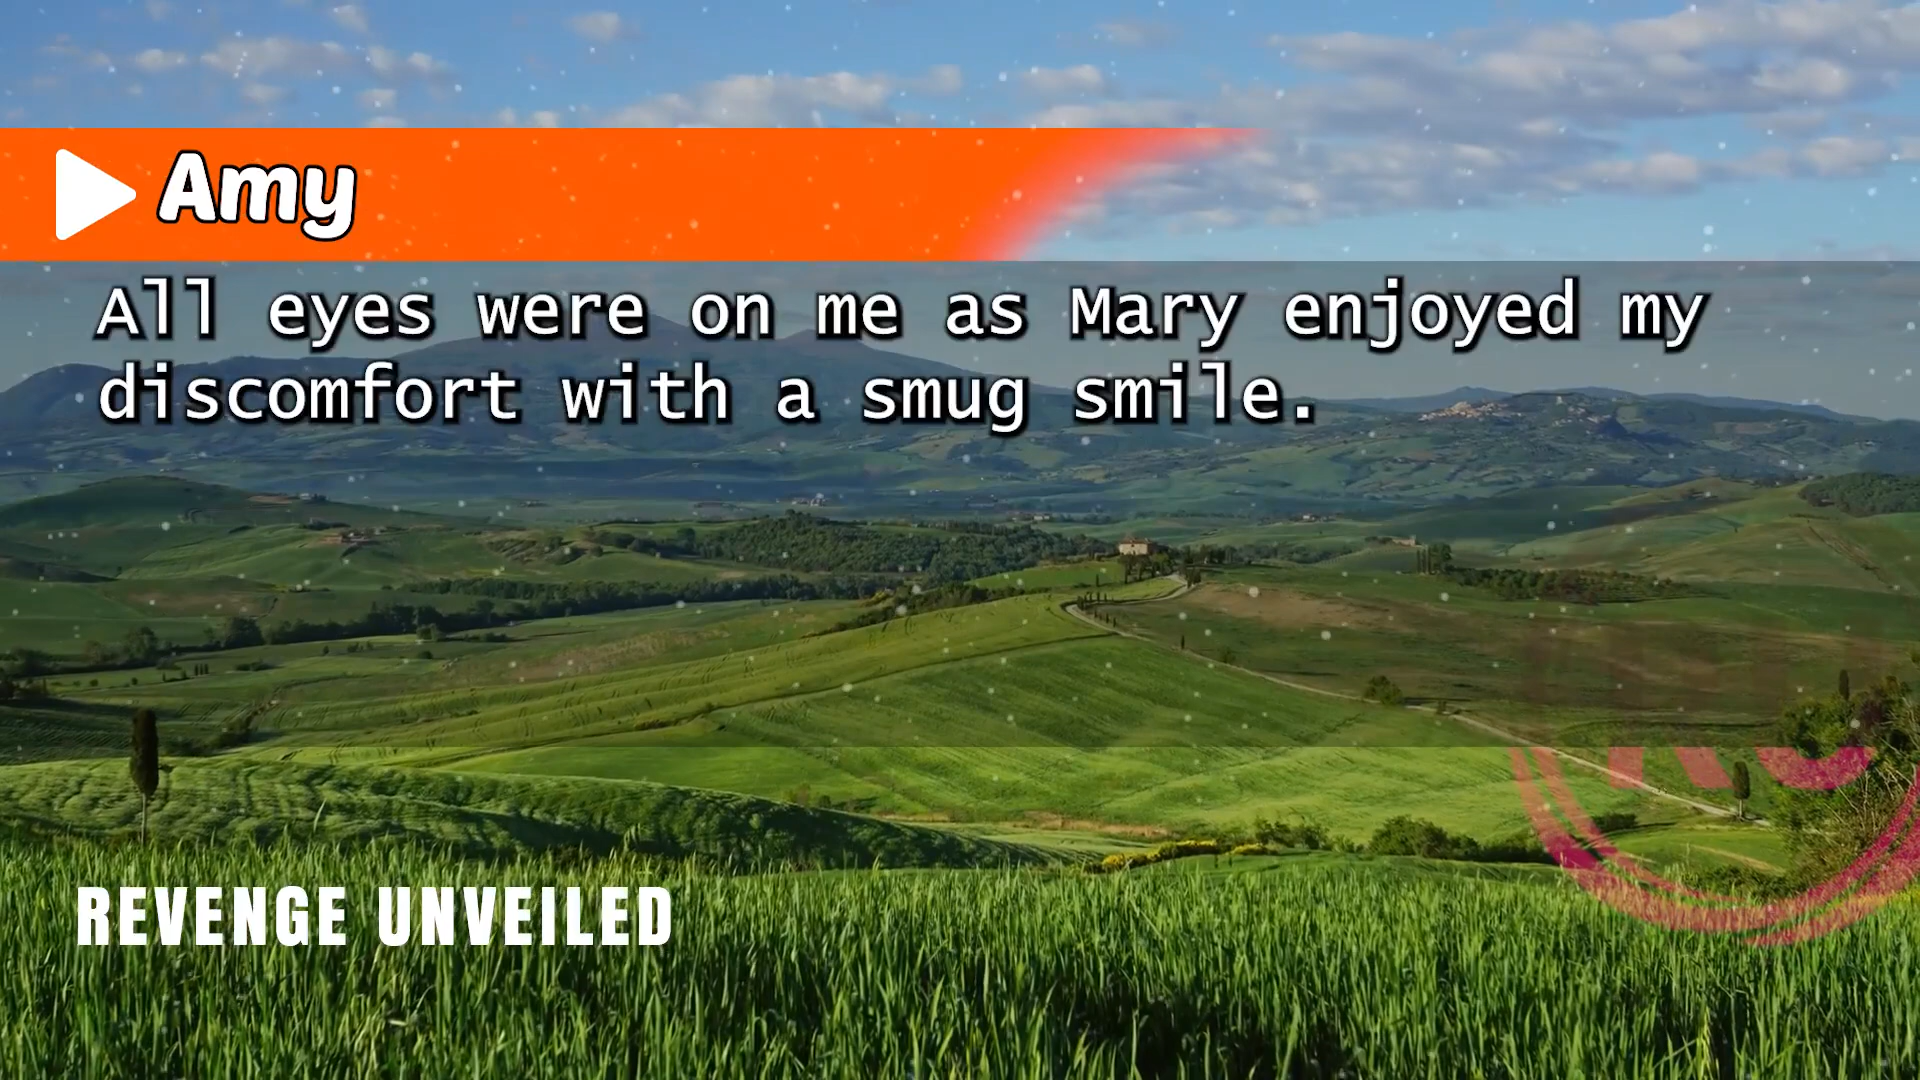 Amy
All eyes were on me as Mary enjoyed my
discomfort with a smug smile.
REVENGE UNVEILED